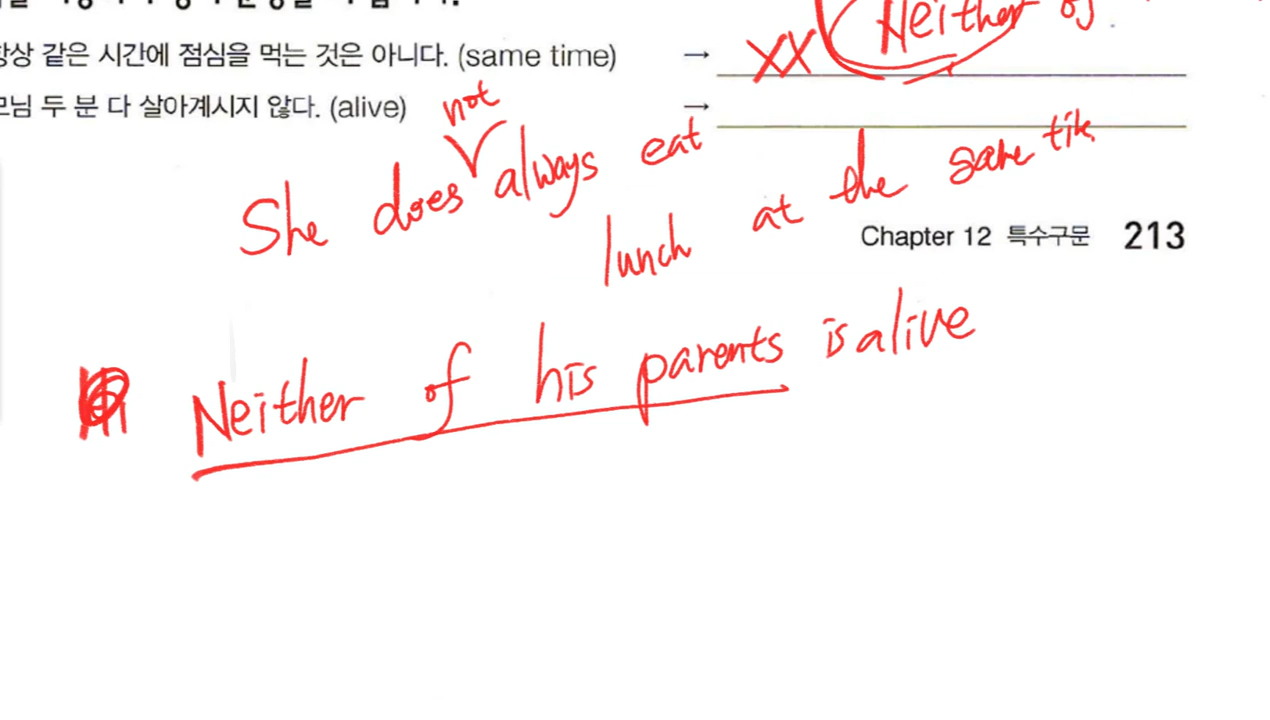 Neither of
항상 같은 시간에 점심을 먹는 것은 아니다. (same time) → XX
모님 두 분 다 살아계시지 않다. (alive) →
not
She does always eat
lunch at the same
Chapter 12 특수구문 213
Neither of his parents is alive